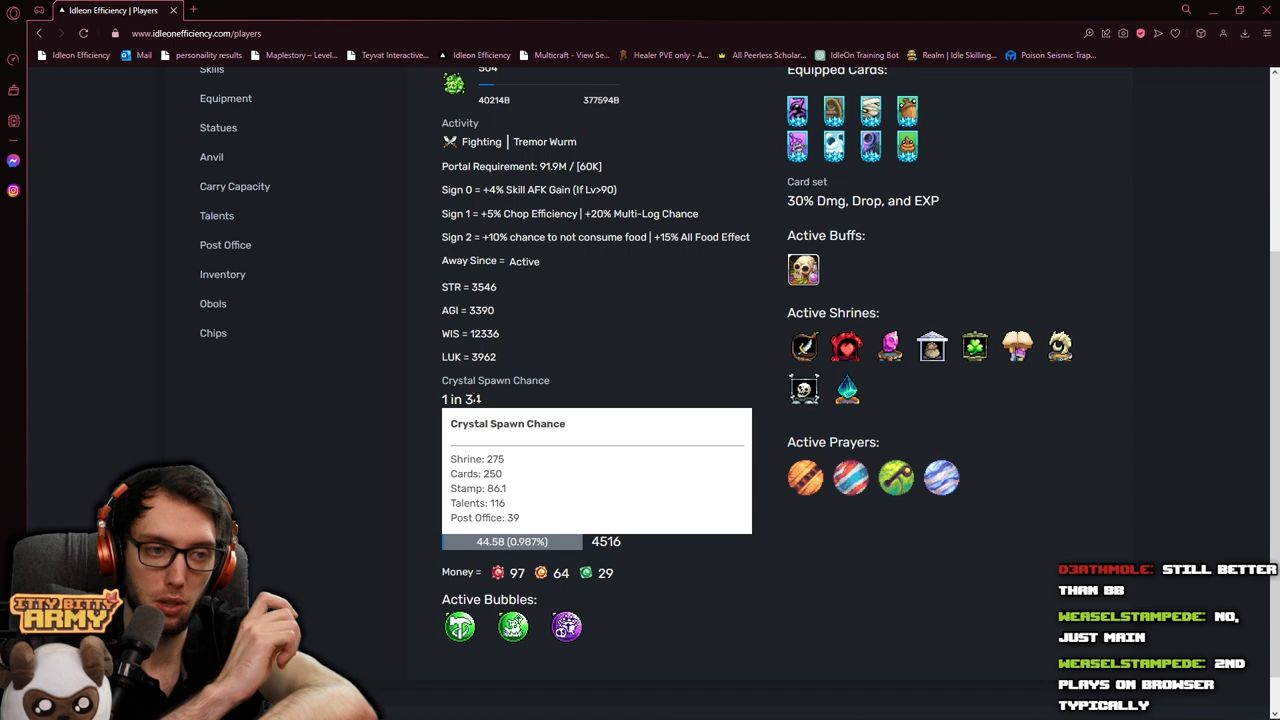 Idleon Efficiency | Players
www.idleonefficiency.com/players
Idleon Efficiency
Mail
personaility results
Maplestory – Level...
Teyvat Interactive...
Idleon Efficiency
Multicraft - View Se...
Healer PVE only - A...
All Peerless Scholar...
IdleOn Training Bot
Realm | Idle Skilling...
Poison Seismic Trap...
Skills
Equipment
Statues
Anvil
Carry Capacity
Talents
Post Office
Inventory
Obols
Chips
504
40214B
377594B
Activity
Fighting | Tremor Wurm
Portal Requirement: 91.9M / [60K]
Sign 0 = +4% Skill AFK Gain (If Lv>90)
Sign 1 = +5% Chop Efficiency | +20% Multi-Log Chance
Sign 2 = +10% chance to not consume food | +15% All Food Effect
Away Since = Active
STR = 3546
AGI = 3390
WIS = 12336
LUK = 3962
Crystal Spawn Chance
1 in 34
Crystal Spawn Chance
Shrine: 275
Cards: 250
Stamp: 86.1
Talents: 116
Post Office: 39
44.58 (0.987%)
4516
Money = 97 64 29
Active Bubbles:
Equipped Cards:
Card set
30% Dmg, Drop, and EXP
Active Buffs:
Active Shrines:
Active Prayers:
D3ATHMOLE: STILL BETTER
THAN BB
WEASELSTAMPEDE: NO,
JUST MAIN
WEASELSTAMPEDE: 2ND
PLAYS ON BROWSER
TYPICALLY
ITTY BITTY
ARMY